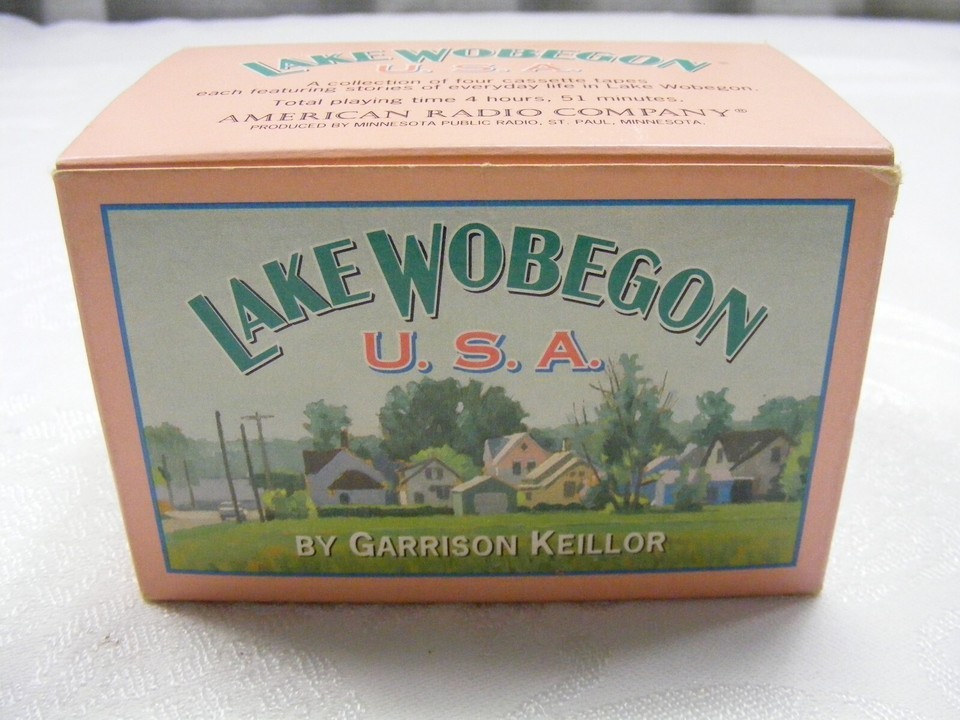 LAKE WOBEGON
U. S. A.
A collection of four cassette tapes
each featuring stories of everyday life in Lake Wobegon.
Total playing time 4 hours, 51 minutes.
AMERICAN RADIO COMPANY®
PRODUCED BY MINNESOTA PUBLIC RADIO, ST. PAUL, MINNESOTA.
LAKE WOBEGON
U. S. A.
BY GARRISON KEILLOR